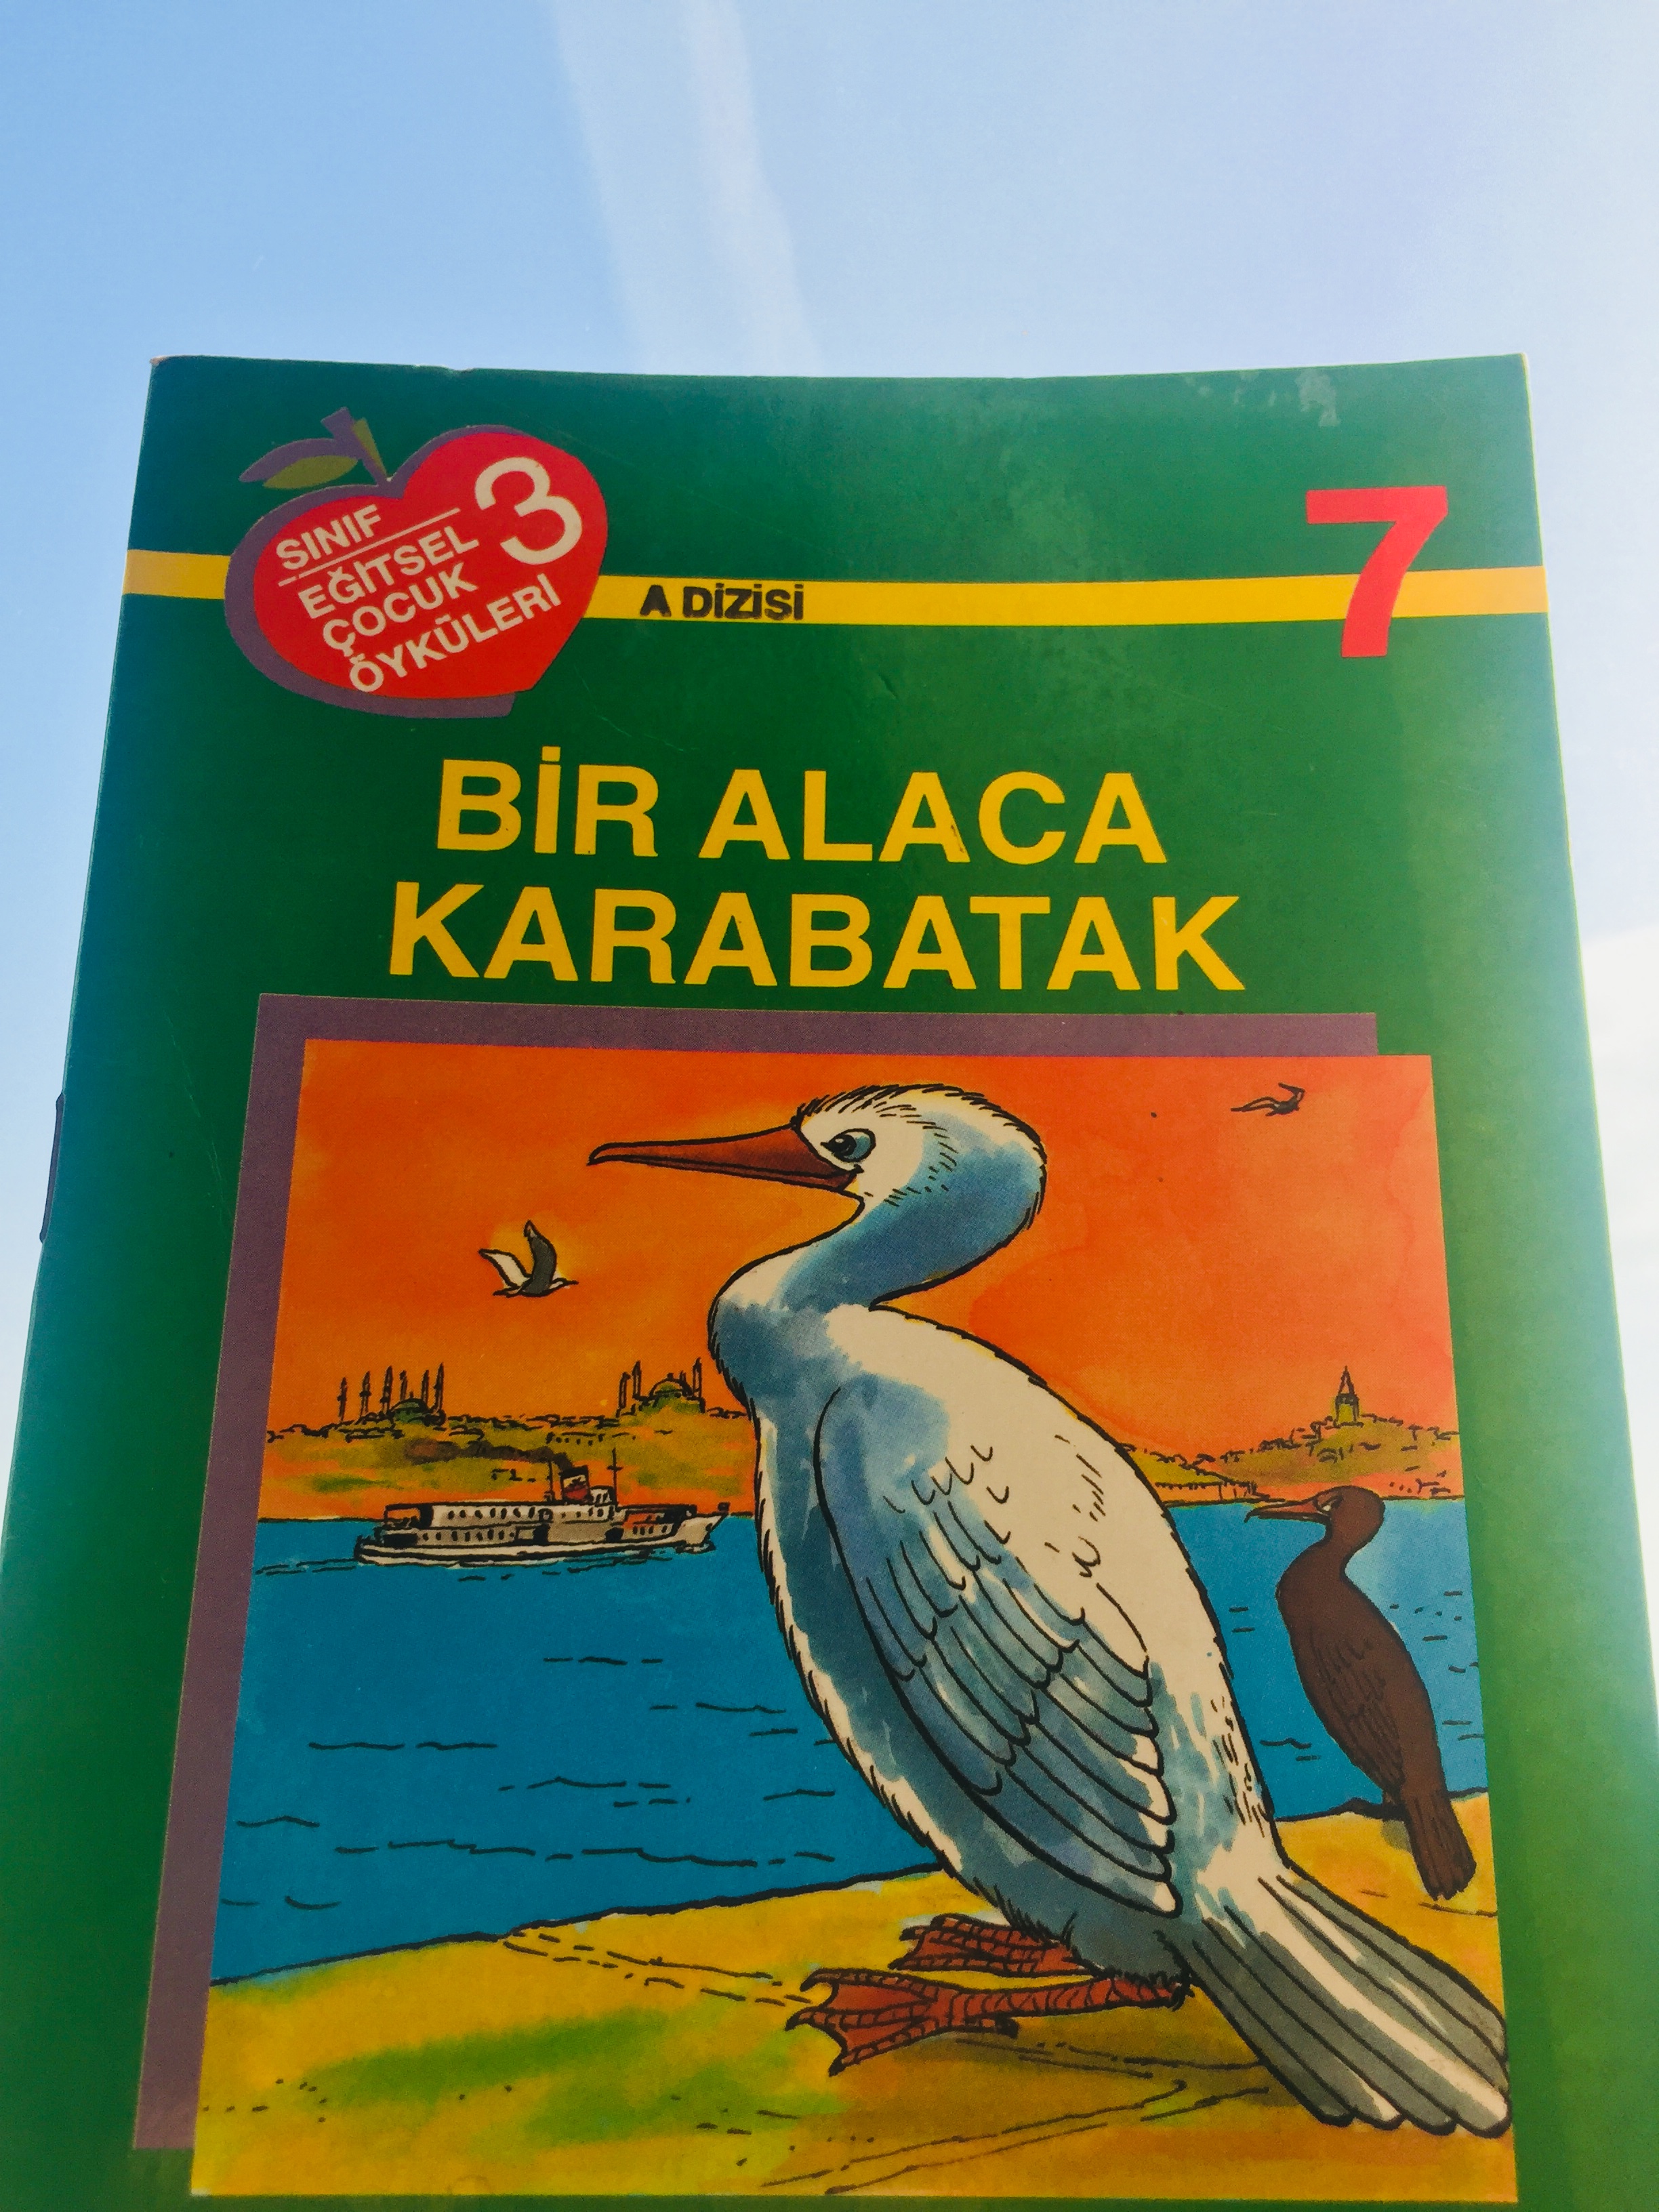 SINIF 3
EĞİTSEL
ÇOCUK
ÖYKÜLERİ
A DİZİSİ
7
BİR ALACA
KARABATAK